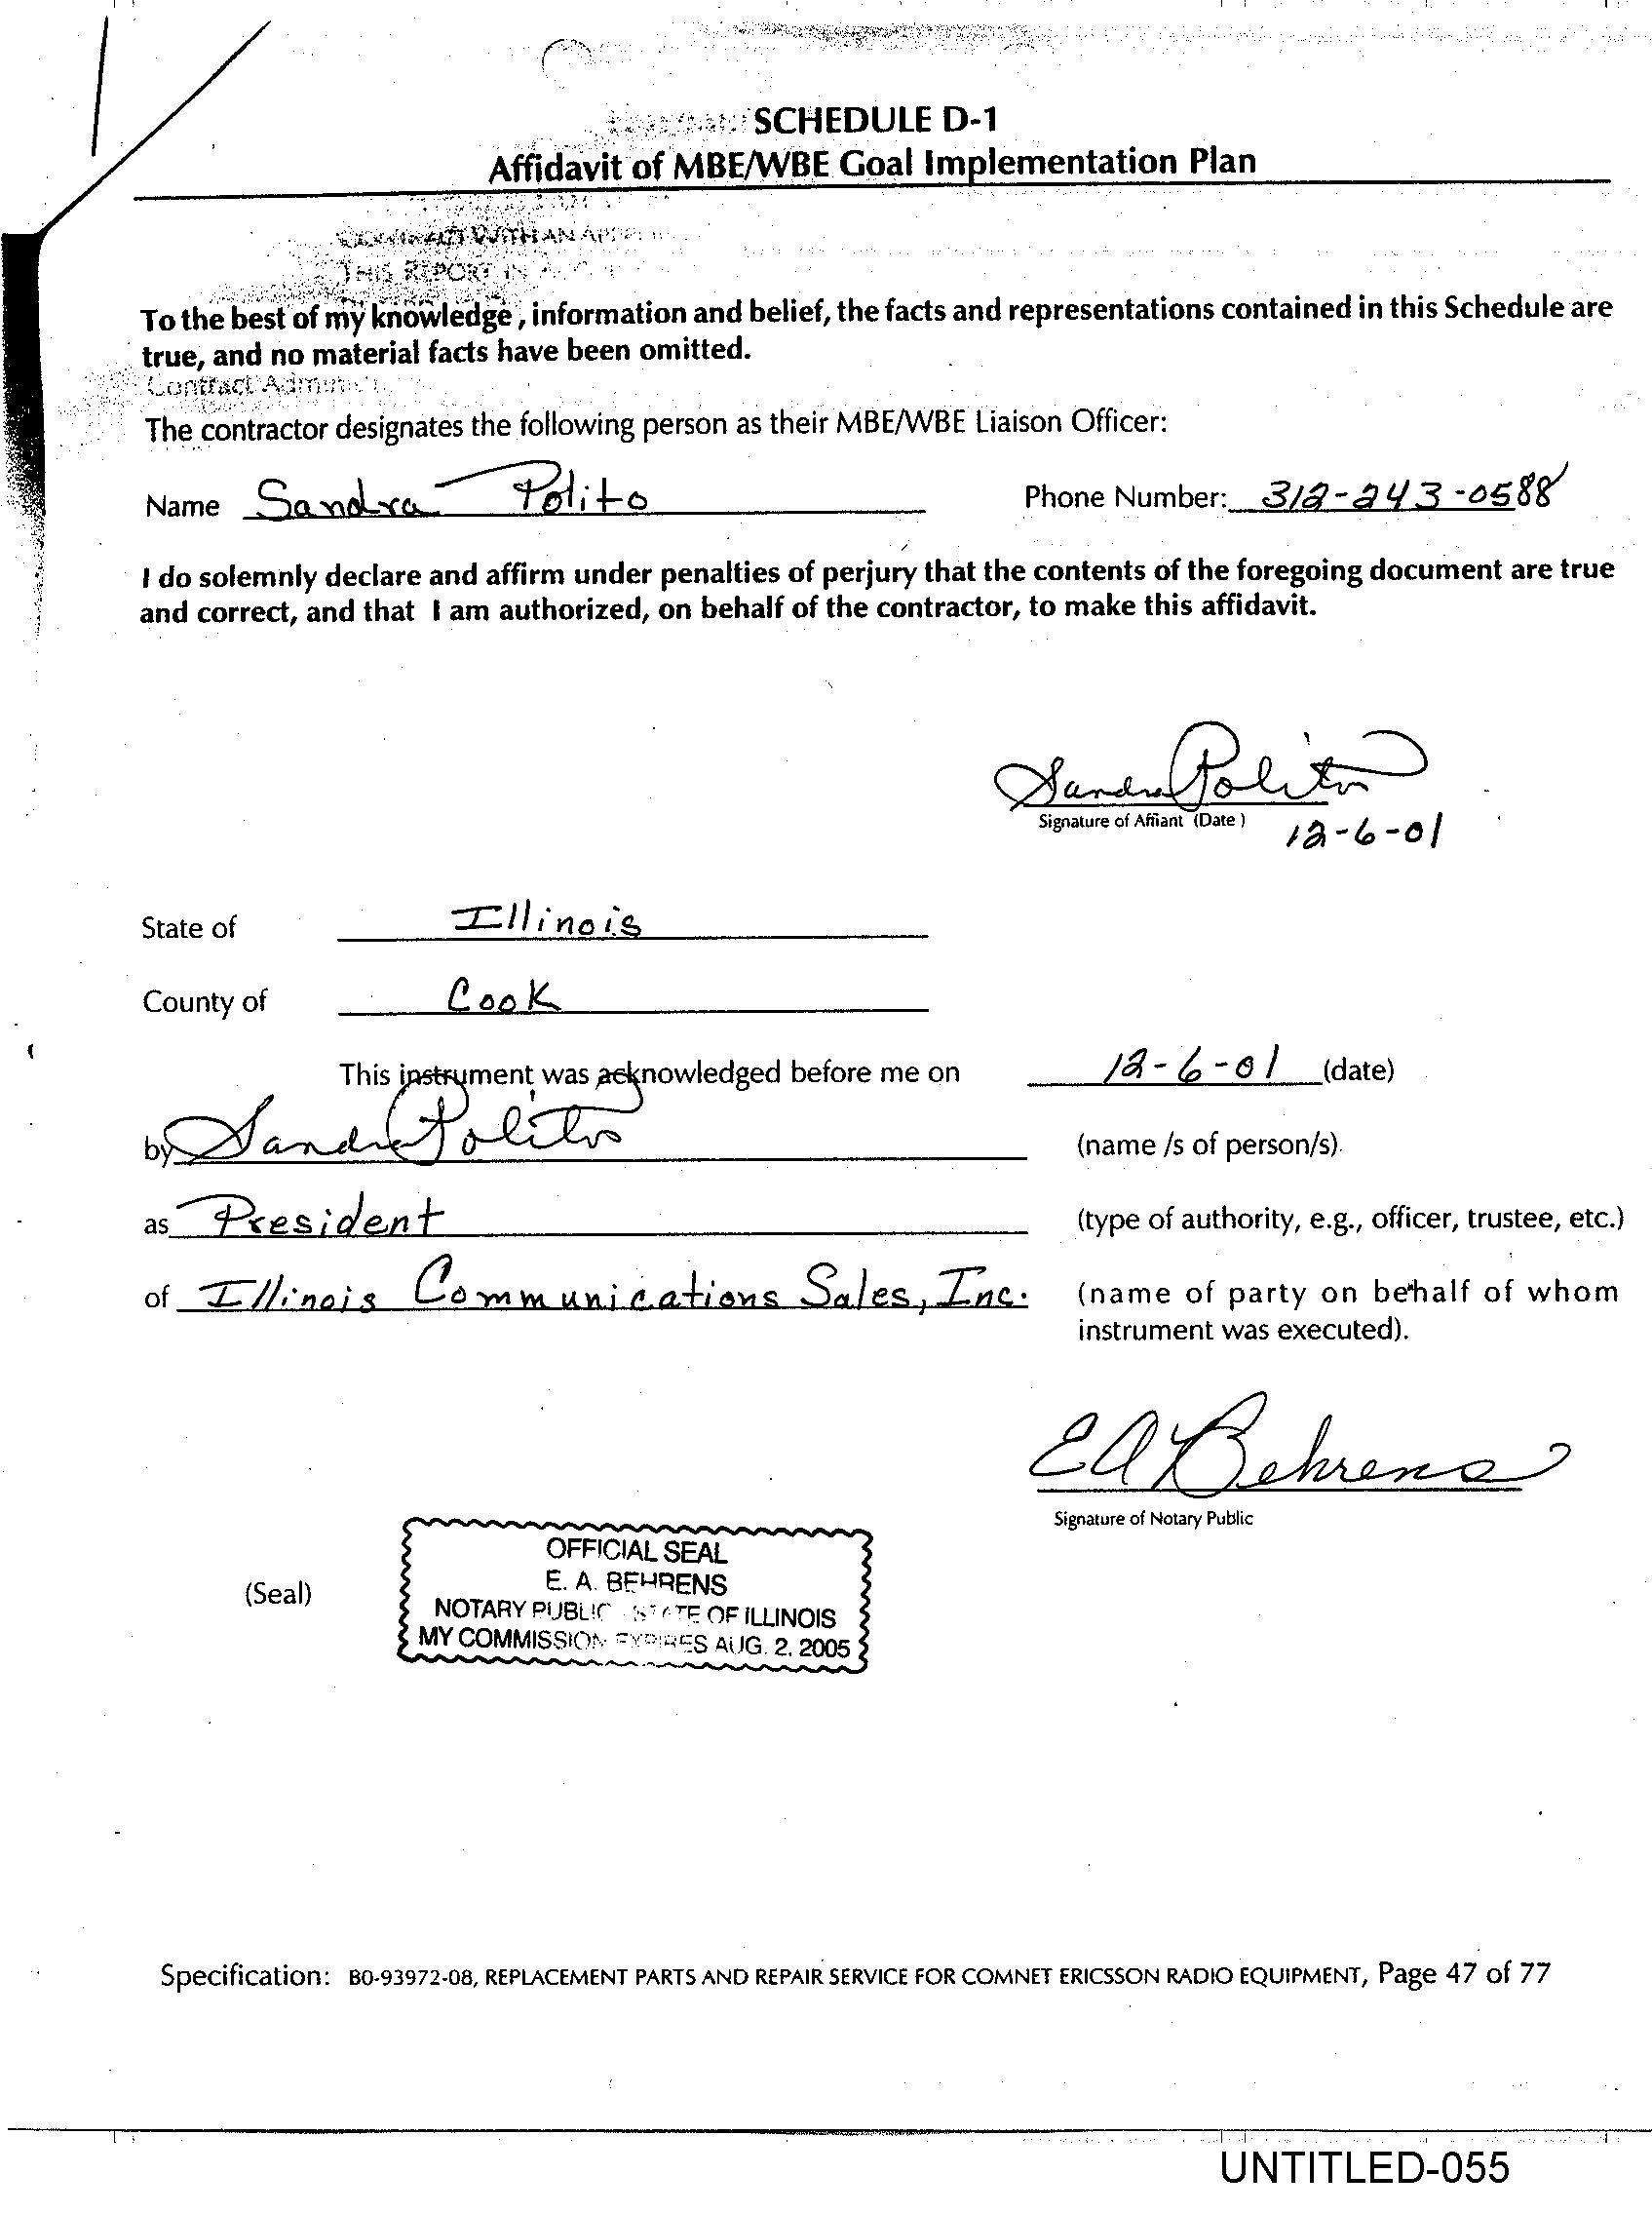 SCHEDULE D-1
Affidavit of MBE/WBE Goal Implementation Plan
WITH AN
THIS REPORT IN
To the best of my knowledge, information and belief, the facts and representations contained in this Schedule are
true, and no material facts have been omitted.
Contract
The contractor designates the following person as their MBE/WBE Liaison Officer:
Name Sandra Polito Phone Number: 312-243-0588
I do solemnly declare and affirm under penalties of perjury that the contents of the foregoing document are true
and correct, and that I am authorized, on behalf of the contractor, to make this affidavit.
Sandra Polito
Signature of Affiant (Date)
12-6-01
State of Illinois
County of Cook
This instrument was acknowledged before me on 12-6-01 (date)
by Sandra Polito (name /s of person/s).
as President (type of authority, e.g., officer, trustee, etc.)
of Illinois Communications Sales, Inc. (name of party on behalf of whom
instrument was executed).
EA Behrens
Signature of Notary Public
(Seal)
OFFICIAL SEAL
E. A. BEHRENS
NOTARY PUBLIC STATE OF ILLINOIS
MY COMMISSION EXPIRES AUG. 2. 2005
Specification: B0-93972-08, REPLACEMENT PARTS AND REPAIR SERVICE FOR COMNET ERICSSON RADIO EQUIPMENT, Page 47 of 77
UNTITLED-055